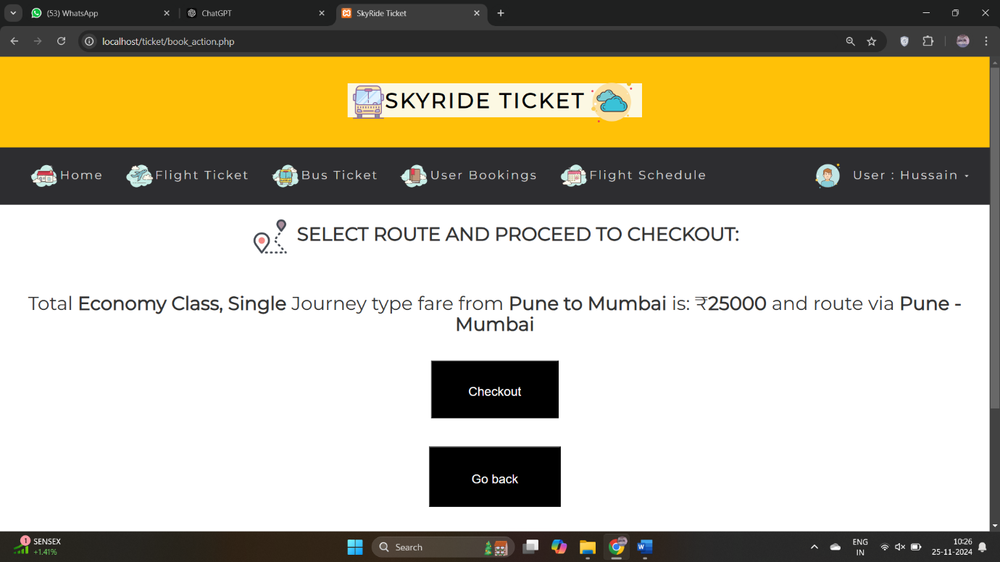 (53) WhatsApp
ChatGPT
SkyRide Ticket
localhost/ticket/book_action.php
SKYRIDE TICKET
Home
Flight Ticket
Bus Ticket
User Bookings
Flight Schedule
User : Hussain
SELECT ROUTE AND PROCEED TO CHECKOUT:
Total Economy Class, Single Journey type fare from Pune to Mumbai is: ₹25000 and route via Pune -
Mumbai
Checkout
Go back
1
SENSEX
+1.41%
Search
ENG
IN
10:26
25-11-2024